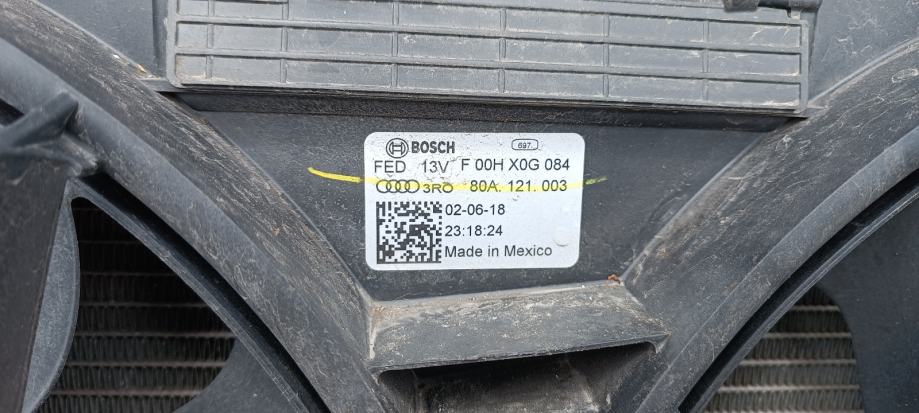 BOSCH 697.
FED 13V F 00H X0G 084
3RO 80A. 121. 003
02-06-18
23:18:24
Made in Mexico